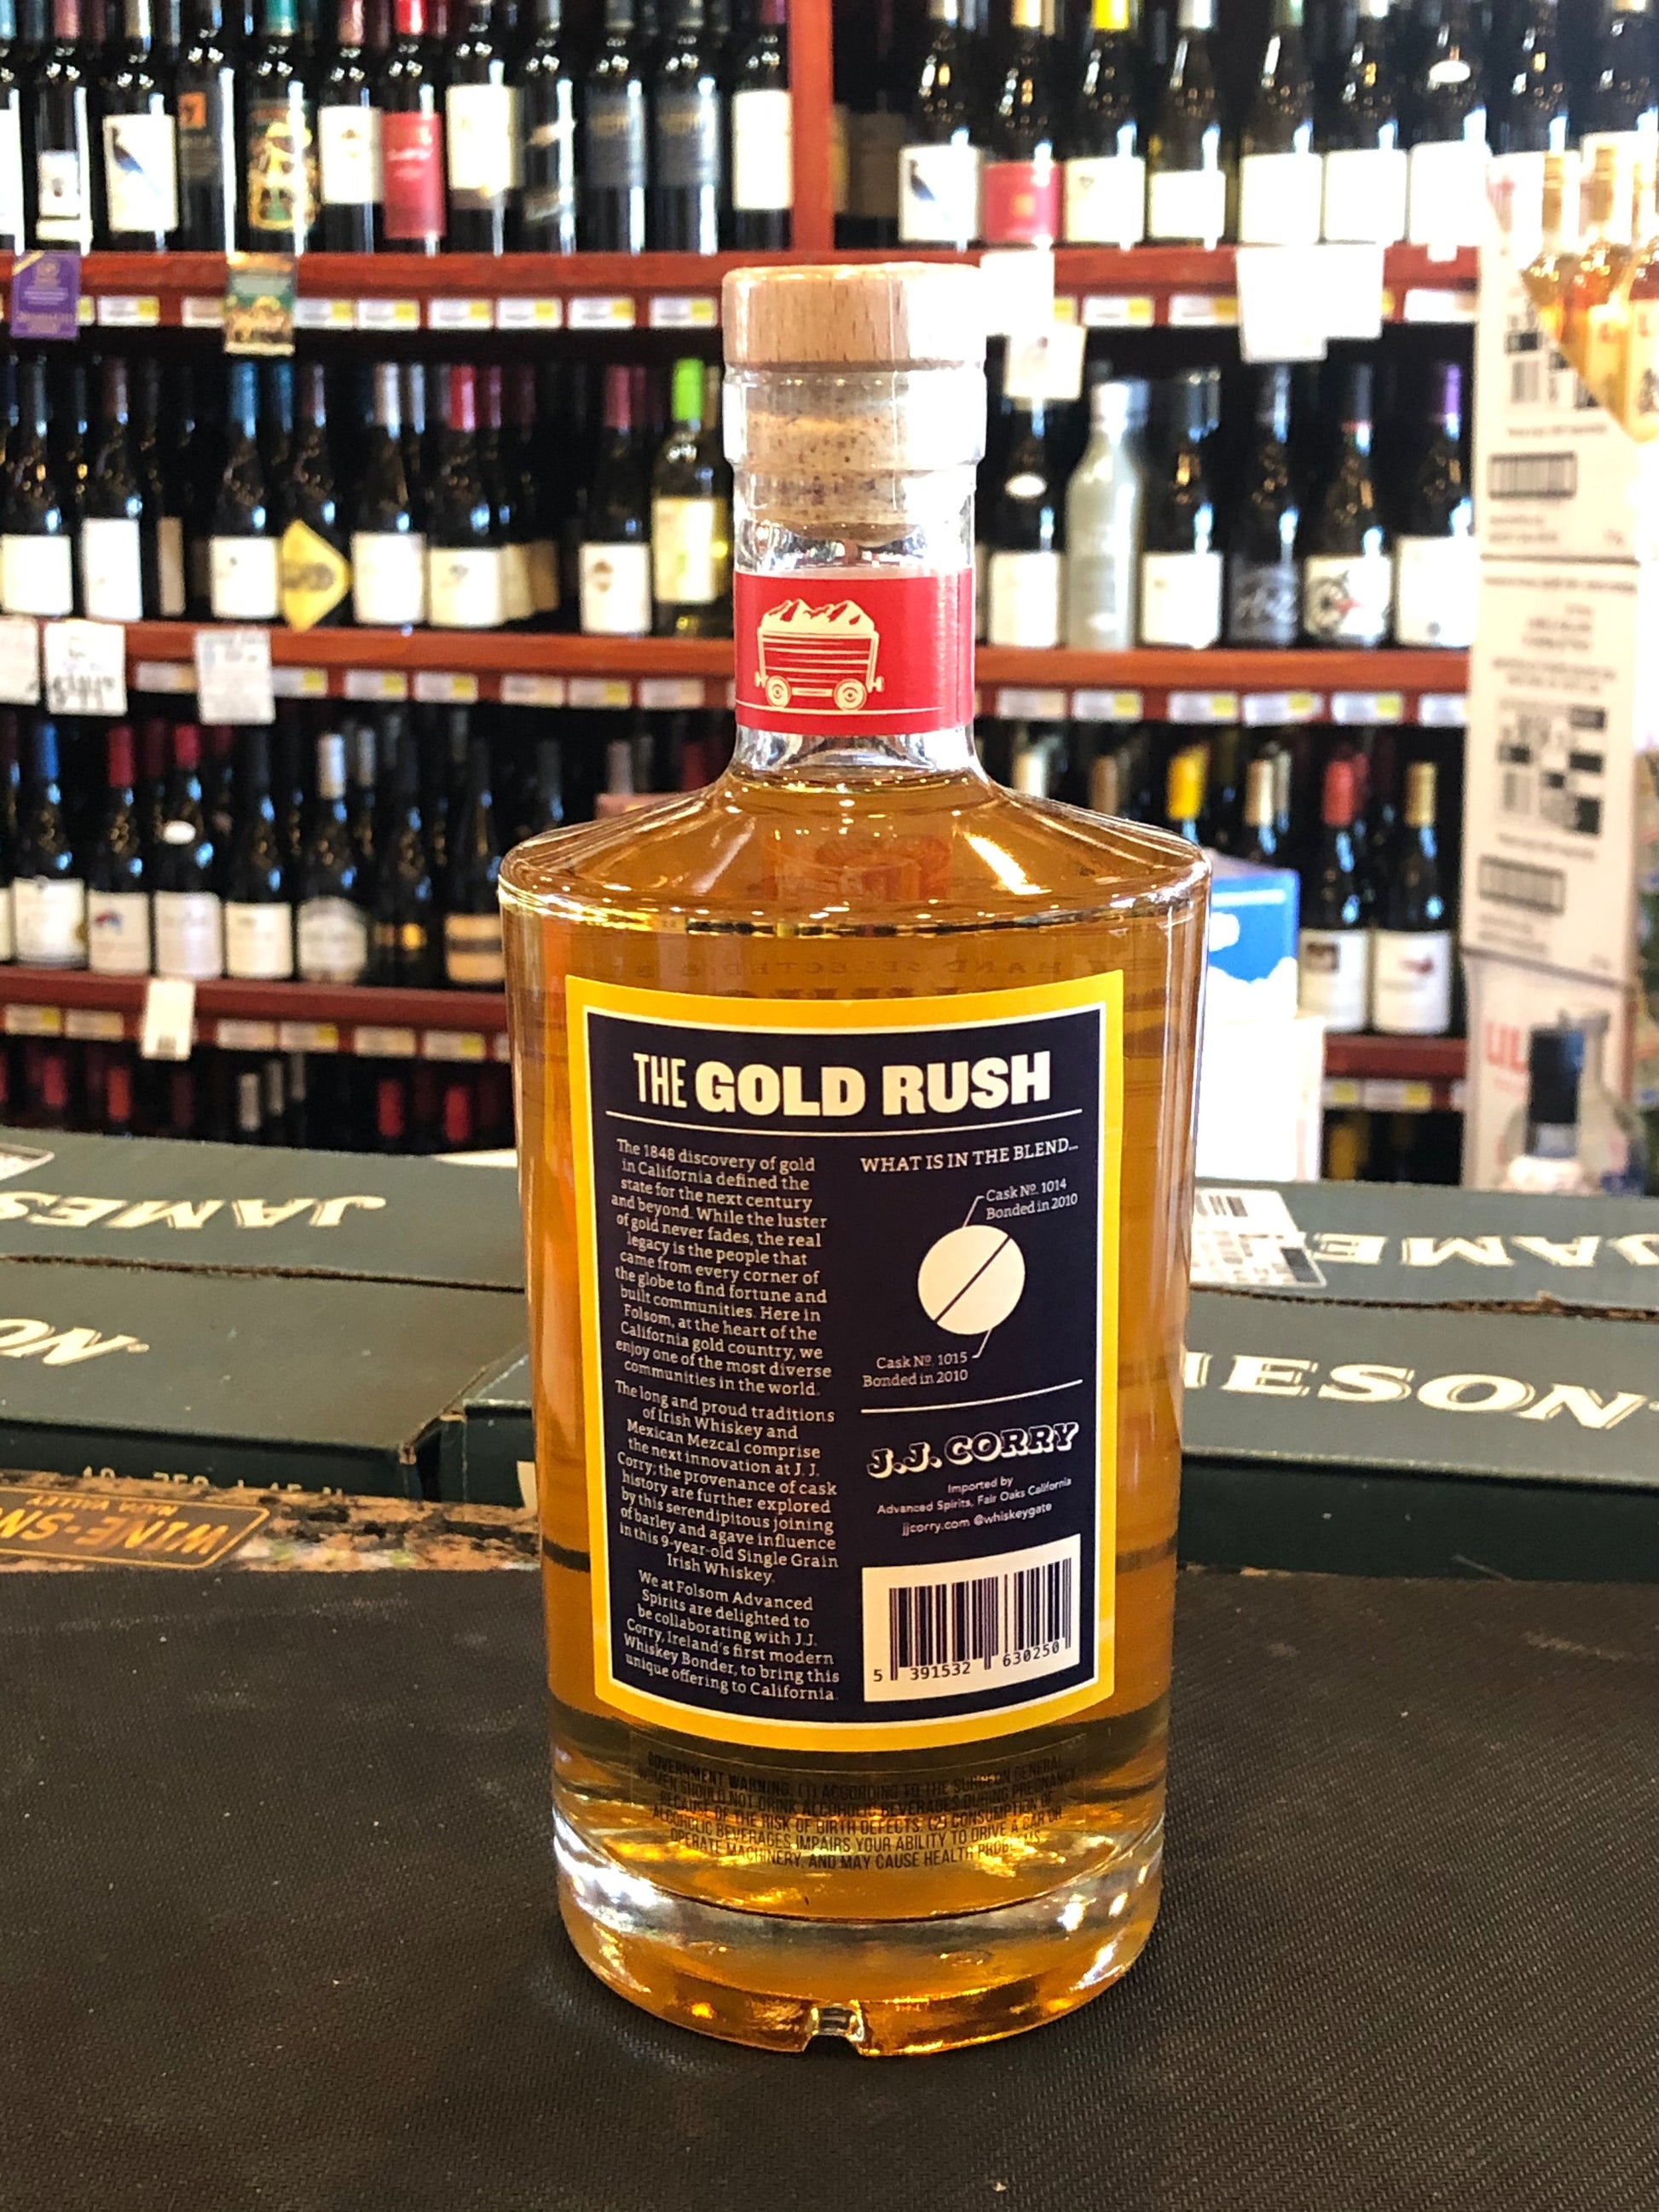 THE GOLD RUSH
The 1848 discovery of gold
in California defined the
state for the next century
and beyond. While the luster
of gold never fades, the real
legacy is the people that
came from every corner of
the globe to find fortune and
built communities. Here in
Folsom, at the heart of the
California gold country, we
enjoy one of the most diverse
communities in the world.
The long and proud traditions
of Irish Whiskey and
Mexican Mezcal comprise
the next innovation at J. J.
Corry; the provenance of cask
history are further explored
by this serendipitous joining
of barley and agave influence
in this 9-year-old Single Grain
Irish Whiskey.
We at Folsom Advanced
Spirits are delighted to
be collaborating with J.J.
Corry, Ireland's first modern
Whiskey Bonder, to bring this
unique offering to California.
WHAT IS IN THE BLEND...
Cask Nº. 1014
Bonded in 2010
Cask Nº. 1015
Bonded in 2010
J.J. CORRY
Imported by
Advanced Spirits, Fair Oaks California
jjcorry.com @whiskeygate
5 391532 630250
GOVERNMENT WARNING: (1) ACCORDING TO THE SURGEON GENERAL
WOMEN SHOULD NOT DRINK ALCOHOLIC BEVERAGES DURING PREGNANCY
BECAUSE OF THE RISK OF BIRTH DEFECTS. (2) CONSUMPTION OF
ALCOHOLIC BEVERAGES IMPAIRS YOUR ABILITY TO DRIVE A CAR OR
OPERATE MACHINERY, AND MAY CAUSE HEALTH PROBLEMS
JAMES
JAMES
ON
MESON
WINE-SN
NAPA VALLEY